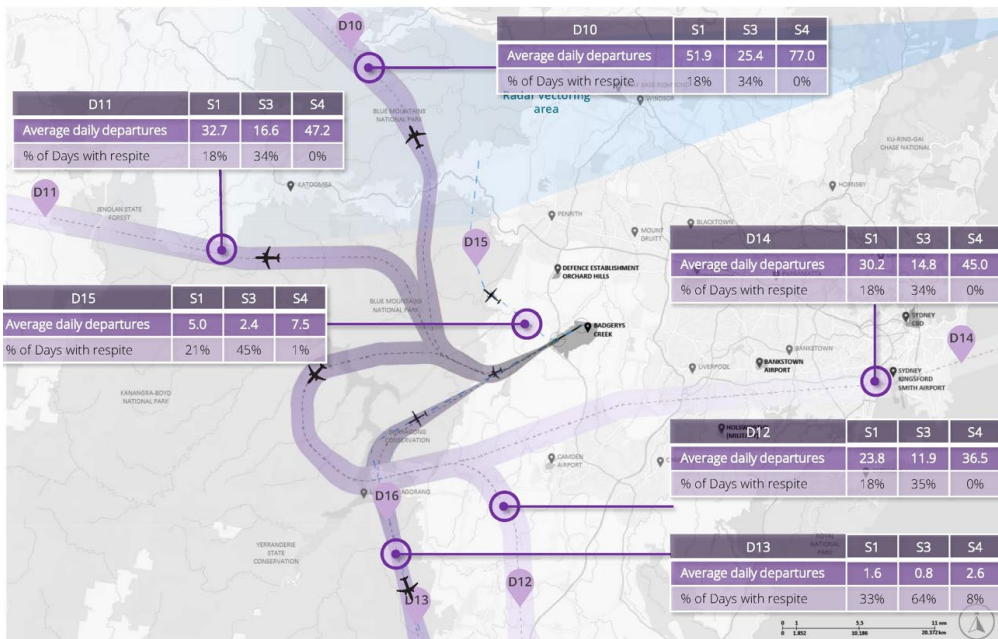 D10
D10 S1 S3 S4
Average daily departures 51.9 25.4 77.0
% of Days with respite 18% 34% 0%
WINDSOR
Radar vectoring
area
D11 S1 S3 S4
Average daily departures 32.7 16.6 47.2
% of Days with respite 18% 34% 0%
BLUE MOUNTAINS
NATIONAL PARK
KU-RING-GAI
CHASE NATIONAL
KATOOMBA
HORNSBY
D11
JENOLAN STATE
FOREST
PENRITH
BLACKTOWN
MOUNT
DRUITT
D15
D14 S1 S3 S4
Average daily departures 30.2 14.8 45.0
% of Days with respite 18% 34% 0%
DEFENCE ESTABLISHMENT
ORCHARD HILLS
D15 S1 S3 S4
Average daily departures 5.0 2.4 7.5
% of Days with respite 21% 45% 1%
BLUE MOUNTAINS
NATIONAL PARK
BADGERYS
CREEK
SYDNEY
CBD
D14
BANKSTOWN
BANKSTOWN
AIRPORT
LIVERPOOL
SYDNEY
KINGSFORD
SMITH AIRPORT
KANANGRA-BOYD
NATIONAL PARK
CONSERVATION
D12 S1 S3 S4
Average daily departures 23.8 11.9 36.5
% of Days with respite 18% 35% 0%
CAMDEN
AIRPORT
D16
YERRANDERIE
STATE
CONSERVATION
ROYAL
NATIONAL
PARK
D13 S1 S3 S4
Average daily departures 1.6 0.8 2.6
% of Days with respite 33% 64% 8%
D12
D13
0 1 5.5 11 nm
0 1.852 10.186 20.372 km